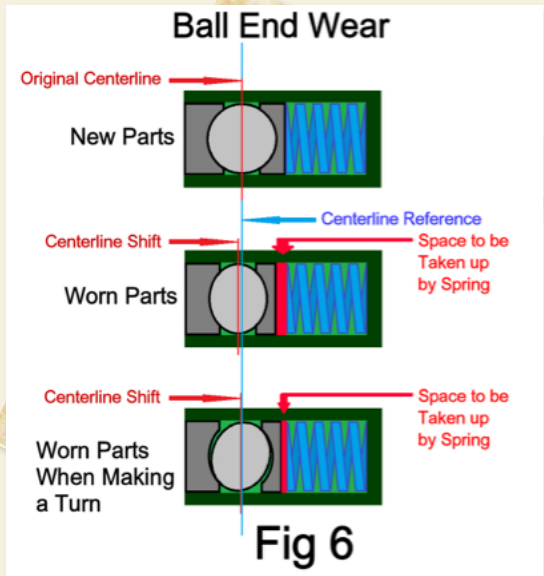 Ball End Wear
Original Centerline
New Parts
Centerline Reference
Centerline Shift
Space to be
Taken up
by Spring
Worn Parts
Centerline Shift
Space to be
Taken up
by Spring
Worn Parts
When Making
a Turn
Fig 6